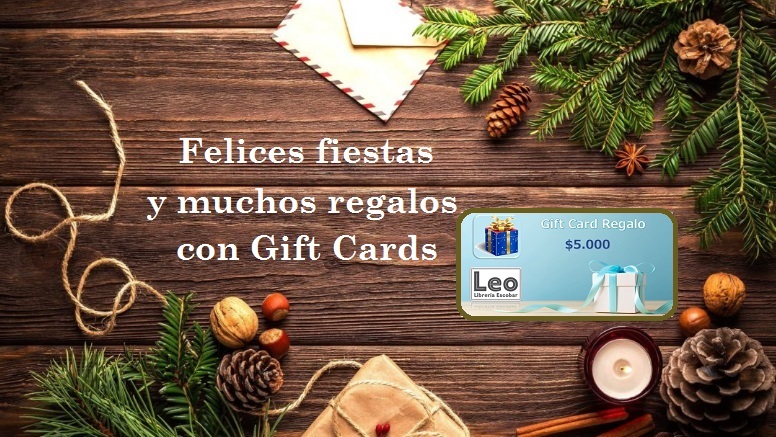 Felices fiestas
y muchos regalos
con Gift Cards
Gift Card Regalo
$5.000
Leo
Librería Escobar